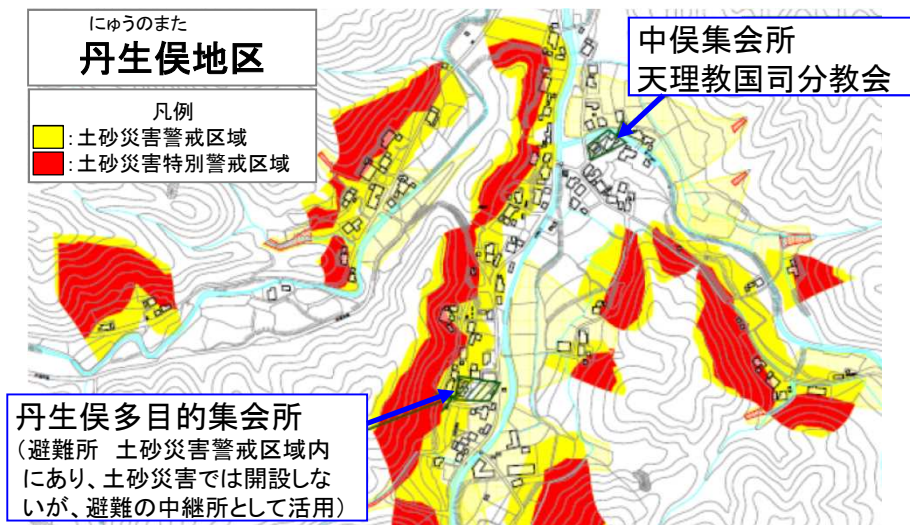 にゅうのまた
丹生俣地区
凡例
:土砂災害警戒区域
:土砂災害特別警戒区域
中俣集会所
天理教国司分教会
丹生俣多目的集会所
(避難所 土砂災害警戒区域内
にあり、土砂災害では開設しな
いが、避難の中継所として活用)